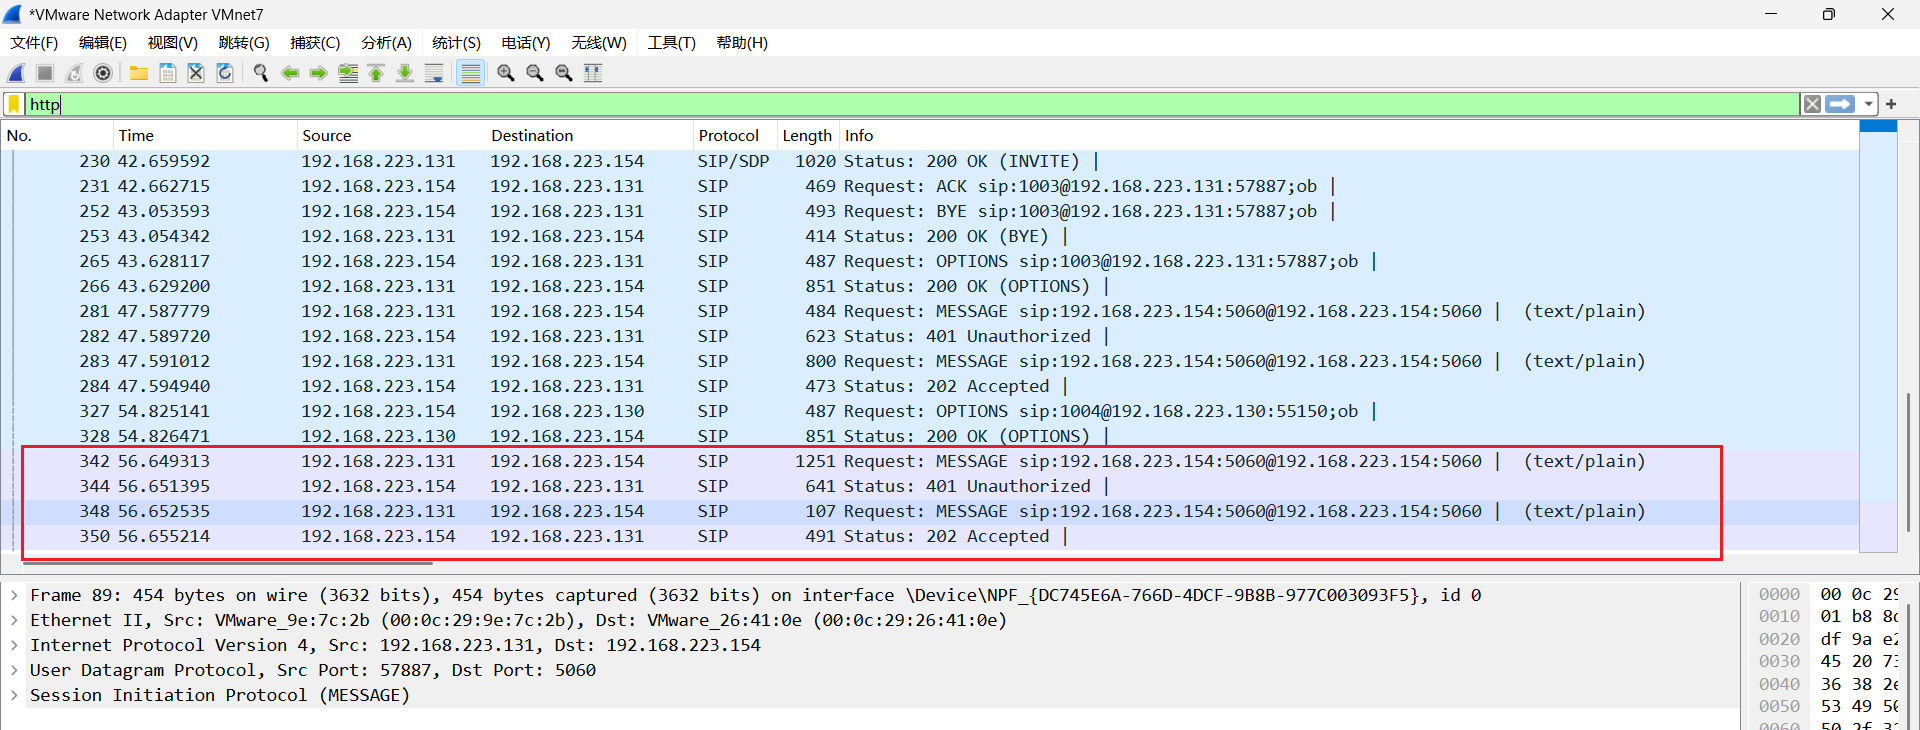 *VMware Network Adapter VMnet7
文件(F) 编辑(E) 视图(V) 跳转(G) 捕获(C) 分析(A) 统计(S) 电话(Y) 无线(W) 工具(T) 帮助(H)
http
No. Time Source Destination Protocol Length Info
230 42.659592 192.168.223.131 192.168.223.154 SIP/SDP 1020 Status: 200 OK (INVITE) |
231 42.662715 192.168.223.154 192.168.223.131 SIP 469 Request: ACK sip:1003@192.168.223.131:57887;ob |
252 43.053593 192.168.223.154 192.168.223.131 SIP 493 Request: BYE sip:1003@192.168.223.131:57887;ob |
253 43.054342 192.168.223.131 192.168.223.154 SIP 414 Status: 200 OK (BYE) |
265 43.628117 192.168.223.154 192.168.223.131 SIP 487 Request: OPTIONS sip:1003@192.168.223.131:57887;ob |
266 43.629200 192.168.223.131 192.168.223.154 SIP 851 Status: 200 OK (OPTIONS) |
281 47.587779 192.168.223.131 192.168.223.154 SIP 484 Request: MESSAGE sip:192.168.223.154:5060@192.168.223.154:5060 | (text/plain)
282 47.589720 192.168.223.154 192.168.223.131 SIP 623 Status: 401 Unauthorized |
283 47.591012 192.168.223.131 192.168.223.154 SIP 800 Request: MESSAGE sip:192.168.223.154:5060@192.168.223.154:5060 | (text/plain)
284 47.594940 192.168.223.154 192.168.223.131 SIP 473 Status: 202 Accepted |
327 54.825141 192.168.223.154 192.168.223.130 SIP 487 Request: OPTIONS sip:1004@192.168.223.130:55150;ob |
328 54.826471 192.168.223.130 192.168.223.154 SIP 851 Status: 200 OK (OPTIONS) |
342 56.649313 192.168.223.131 192.168.223.154 SIP 1251 Request: MESSAGE sip:192.168.223.154:5060@192.168.223.154:5060 | (text/plain)
344 56.651395 192.168.223.154 192.168.223.131 SIP 641 Status: 401 Unauthorized |
348 56.652535 192.168.223.131 192.168.223.154 SIP 107 Request: MESSAGE sip:192.168.223.154:5060@192.168.223.154:5060 | (text/plain)
350 56.655214 192.168.223.154 192.168.223.131 SIP 491 Status: 202 Accepted |
Frame 89: 454 bytes on wire (3632 bits), 454 bytes captured (3632 bits) on interface \Device\NPF_{DC745E6A-766D-4DCF-9B8B-977C003093F5}, id 0
Ethernet II, Src: VMware_9e:7c:2b (00:0c:29:9e:7c:2b), Dst: VMware_26:41:0e (00:0c:29:26:41:0e)
Internet Protocol Version 4, Src: 192.168.223.131, Dst: 192.168.223.154
User Datagram Protocol, Src Port: 57887, Dst Port: 5060
Session Initiation Protocol (MESSAGE)
0000 00 0c 29
0010 01 b8
0020 df 9a
0030 45 20
0040 36 38
0050 53 49
0060